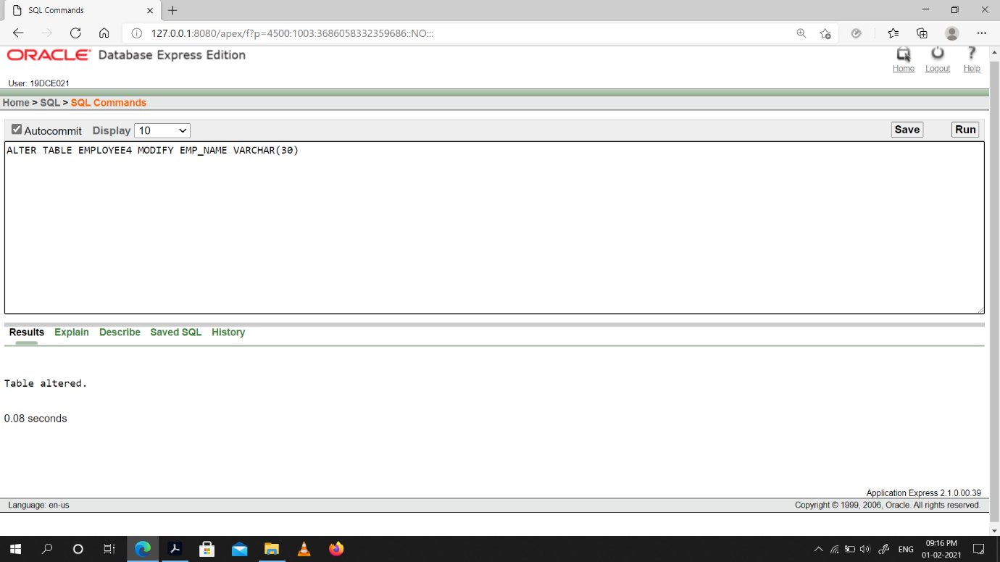 SQL Commands
127.0.0.1:8080/apex/f?p=4500:1003:3686058332359686::NO:::
ORACLE Database Express Edition
Home Logout Help
User: 19DCE021
Home > SQL > SQL Commands
Autocommit Display 10 Save Run
ALTER TABLE EMPLOYEE4 MODIFY EMP_NAME VARCHAR(30)
Results Explain Describe Saved SQL History
Table altered.
0.08 seconds
Application Express 2.1.0.00.39
Language: en-us Copyright © 1999, 2006, Oracle. All rights reserved.
ENG 09:16 PM
01-02-2021